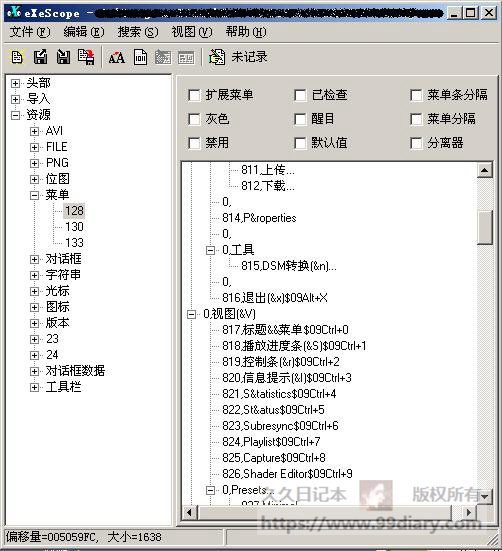 eXeScope -
文件(F) 编辑(E) 搜索(S) 视图(V) 帮助(H)
未记录
头部
导入
资源
AVI
FILE
PNG
位图
菜单
128
130
133
对话框
字符串
光标
图标
版本
23
24
对话框数据
工具栏
扩展菜单 已检查 菜单条分隔
灰色 醒目 菜单分隔
禁用 默认值 分离器
811,上传...
812,下载...
0,
814,P&roperties
0,
0,工具
815,DSM转换(&n)...
0,
816,退出(&x)$09Alt+X
0,视图(&V)
817,标题&&菜单$09Ctrl+0
818,播放进度条(&S)$09Ctrl+1
819,控制条(&r)$09Ctrl+2
820,信息提示(&I)$09Ctrl+3
821,S&tatistics$09Ctrl+4
822,St&atus$09Ctrl+5
823,Subresync$09Ctrl+6
824,Playlist$09Ctrl+7
825,Capture$09Ctrl+8
826,Shader Editor$09Ctrl+9
0,Presets...
久久日记本 版权所有
https://www.99diary.com
偏移量=005059FC, 大小=1638